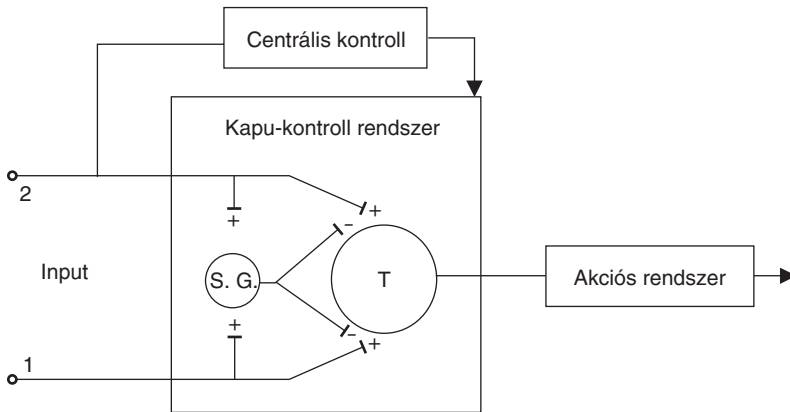 Centrális kontroll
Kapu-kontroll rendszer
2
+
+
-
Input
S. G.
T
Akciós rendszer
+
-
+
1